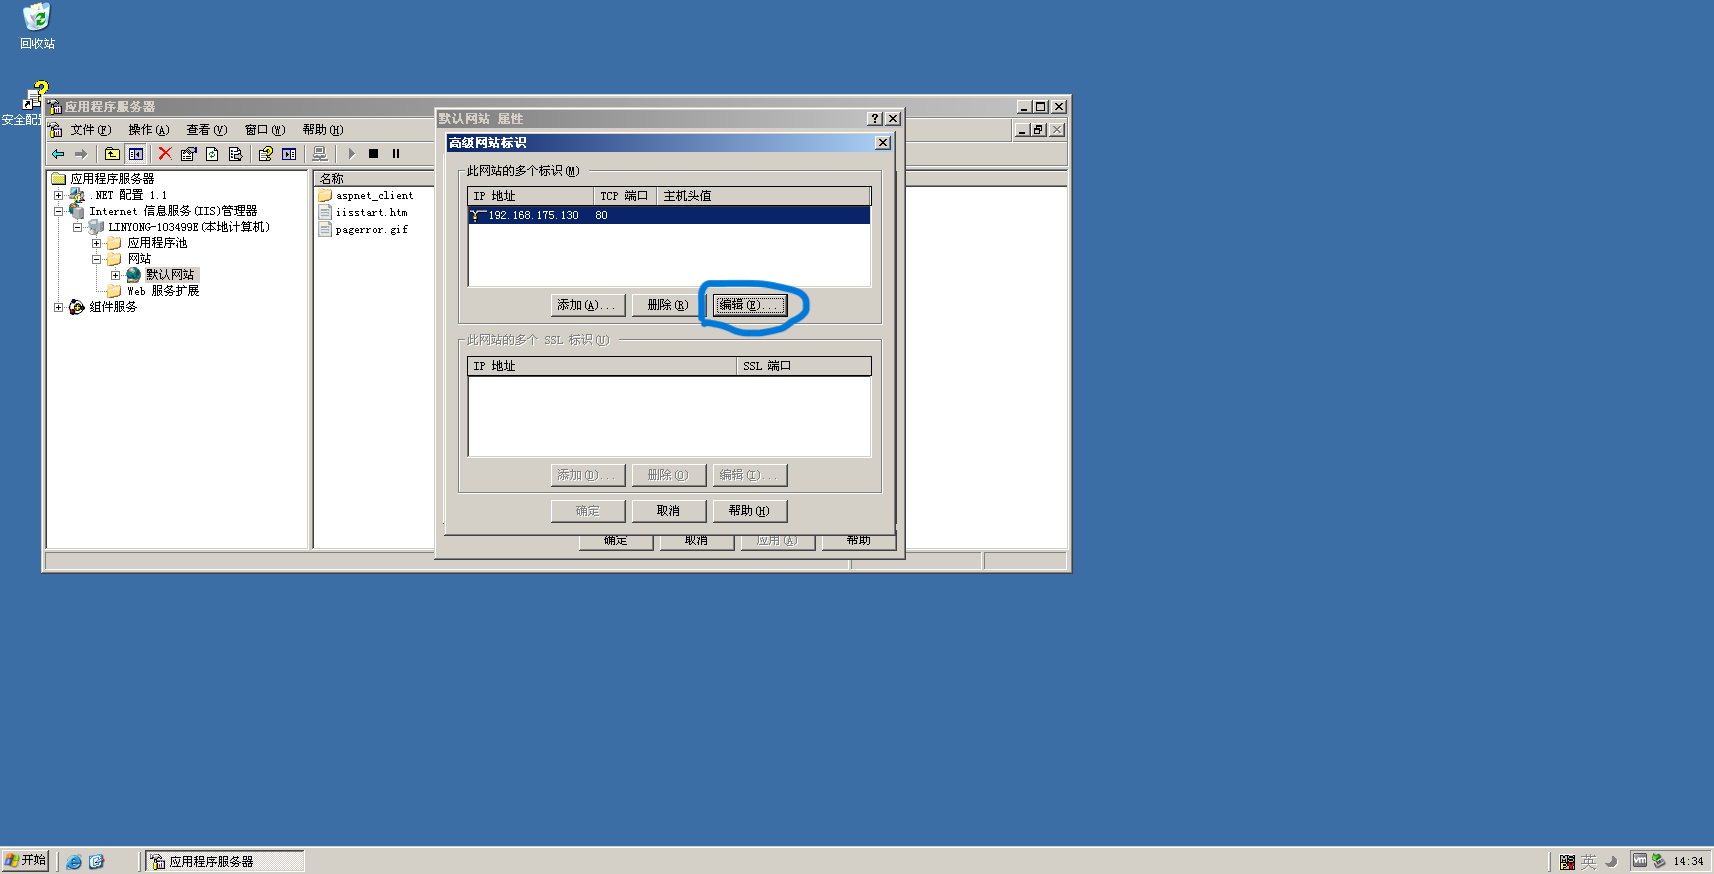 回收站
安全配
应用程序服务器
文件(F) 操作(A) 查看(V) 窗口(W) 帮助(H)
应用程序服务器
.NET 配置 1.1
Internet 信息服务(IIS)管理器
LINYONG-103499E(本地计算机)
应用程序池
网站
默认网站
Web 服务扩展
组件服务
名称
aspnet_client
iisstart.htm
pagerror.gif
默认网站 属性
高级网站标识
此网站的多个标识(M)
IP 地址 TCP 端口 主机头值
192.168.175.130 80
添加(A)... 删除(R) 编辑(E)...
此网站的多个 SSL 标识(U)
IP 地址 SSL 端口
添加(D)... 删除(O) 编辑(I)...
确定 取消 帮助(H)
确定 取消 应用(A) 帮助
开始 应用程序服务器 英 14:34